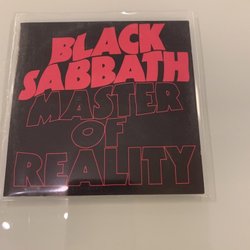 BLACK
SABBATH
MASTER
OF
REALITY